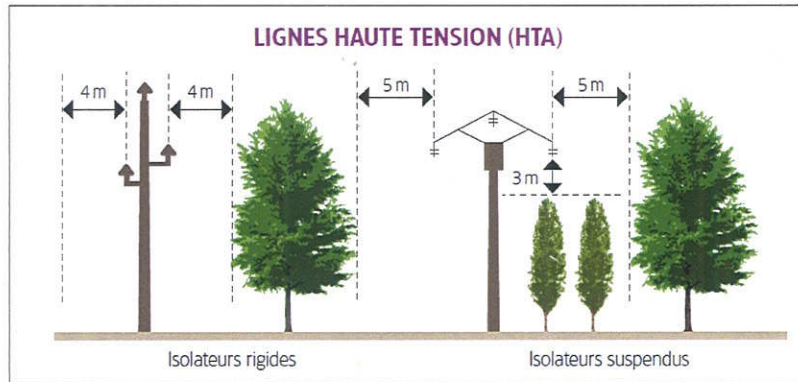 LIGNES HAUTE TENSION (HTA)
4 m
4 m
5 m
5 m
3 m
Isolateurs rigides
Isolateurs suspendus